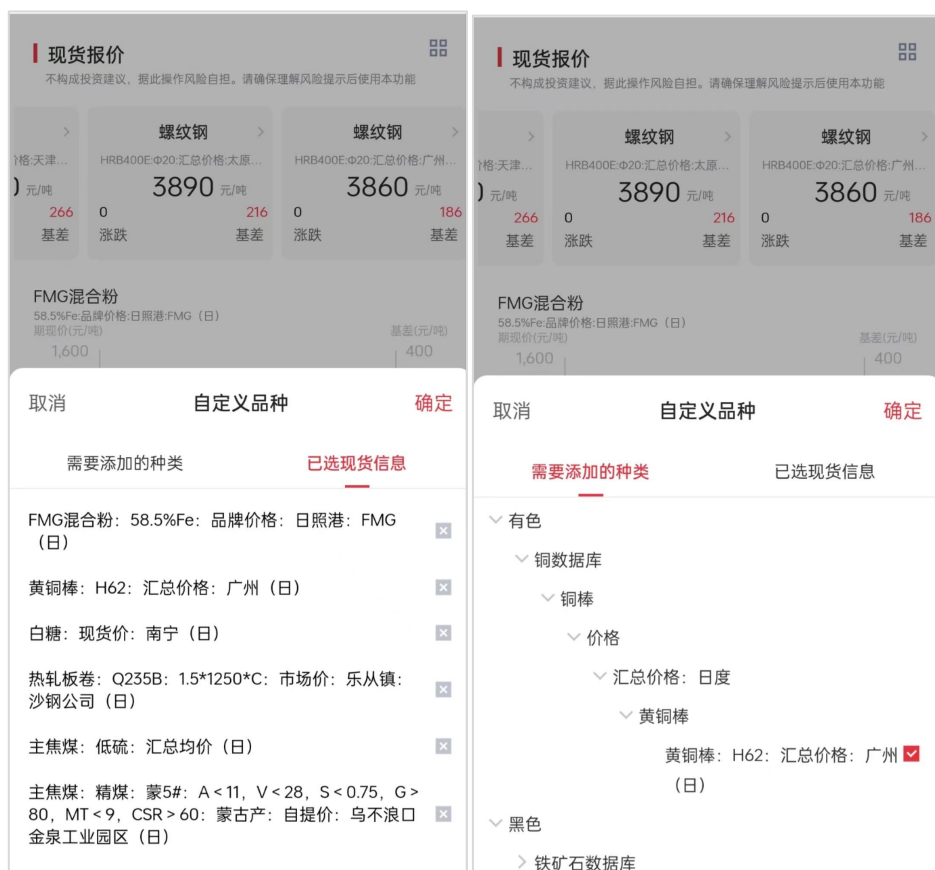 现货报价
不构成投资建议，据此操作风险自担。请确保理解风险提示后使用本功能
螺纹钢
螺纹钢
格:天津...
HRB400E:Φ20:汇总价格:太原...
HRB400E:Φ20:汇总价格:广州...
元/吨
3890 元/吨
3860 元/吨
266
0
216
0
186
基差
涨跌
基差
涨跌
基差
FMG混合粉
58.5%Fe:品牌价格:日照港:FMG（日）
期现价(元/吨)
基差(元/吨)
1,600
400
取消
自定义品种
确定
需要添加的种类
已选现货信息
FMG混合粉：58.5%Fe：品牌价格：日照港：FMG
（日）
黄铜棒：H62：汇总价格：广州（日）
白糖：现货价：南宁（日）
热轧板卷：Q235B：1.5*1250*C：市场价：乐从镇：
沙钢公司（日）
主焦煤：低硫：汇总均价（日）
主焦煤：精煤：蒙5#：A＜11，V＜28，S＜0.75，G＞
80，MT＜9，CSR＞60：蒙古产：自提价：乌不浪口
金泉工业园区（日）
现货报价
不构成投资建议，据此操作风险自担。请确保理解风险提示后使用本功能
螺纹钢
螺纹钢
格:天津...
HRB400E:Φ20:汇总价格:太原...
HRB400E:Φ20:汇总价格:广州...
元/吨
3890 元/吨
3860 元/吨
266
0
216
0
186
基差
涨跌
基差
涨跌
基差
FMG混合粉
58.5%Fe:品牌价格:日照港:FMG（日）
期现价(元/吨)
基差(元/吨)
1,600
400
取消
自定义品种
确定
需要添加的种类
已选现货信息
有色
铜数据库
铜棒
价格
汇总价格：日度
黄铜棒
黄铜棒：H62：汇总价格：广州
（日）
黑色
铁矿石数据库